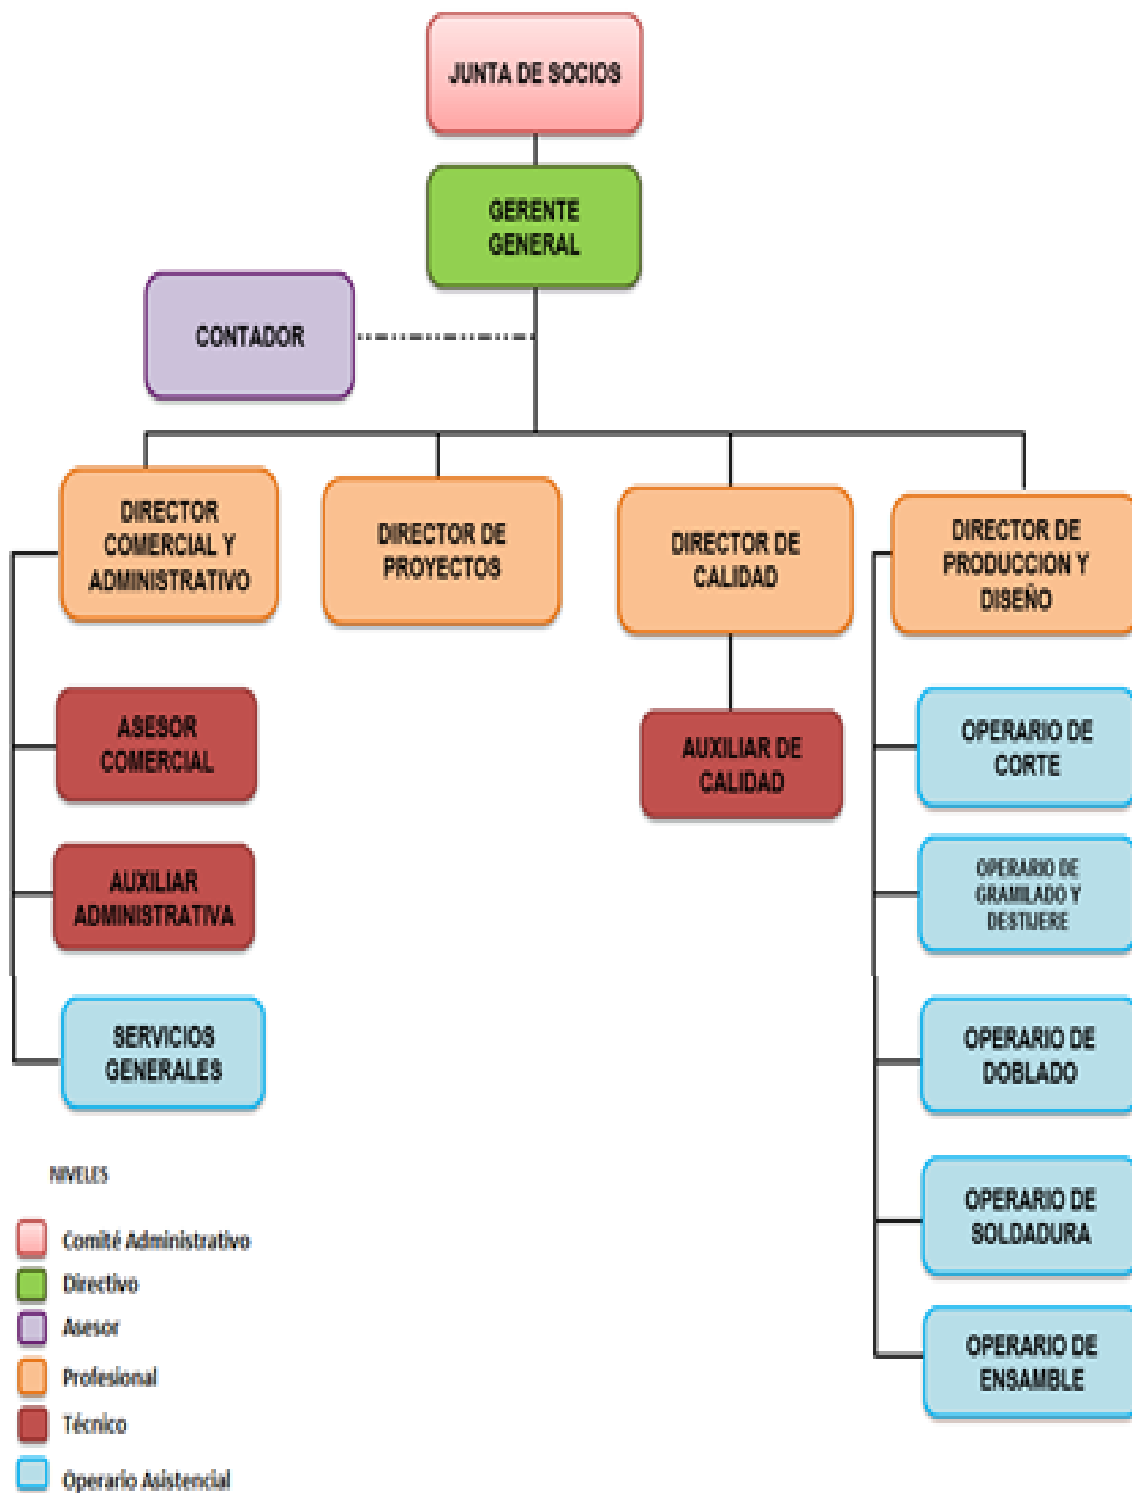 JUNTA DE SOCIOS
GERENTE
GENERAL
CONTADOR
DIRECTOR
COMERCIAL Y
ADMINISTRATIVO
DIRECTOR DE
PROYECTOS
DIRECTOR DE
CALIDAD
DIRECTOR DE
PRODUCCION Y
DISEÑO
ASESOR
COMERCIAL
AUXILIAR
ADMINISTRATIVA
SERVICIOS
GENERALES
AUXILIAR DE
CALIDAD
OPERARIO DE
CORTE
OPERARIO DE
GRAMILADO Y
DESTIJERE
OPERARIO DE
DOBLADO
OPERARIO DE
SOLDADURA
OPERARIO DE
ENSAMBLE
NIVELES
Comité Administrativo
Directivo
Asesor
Profesional
Técnico
Operario Asistencial